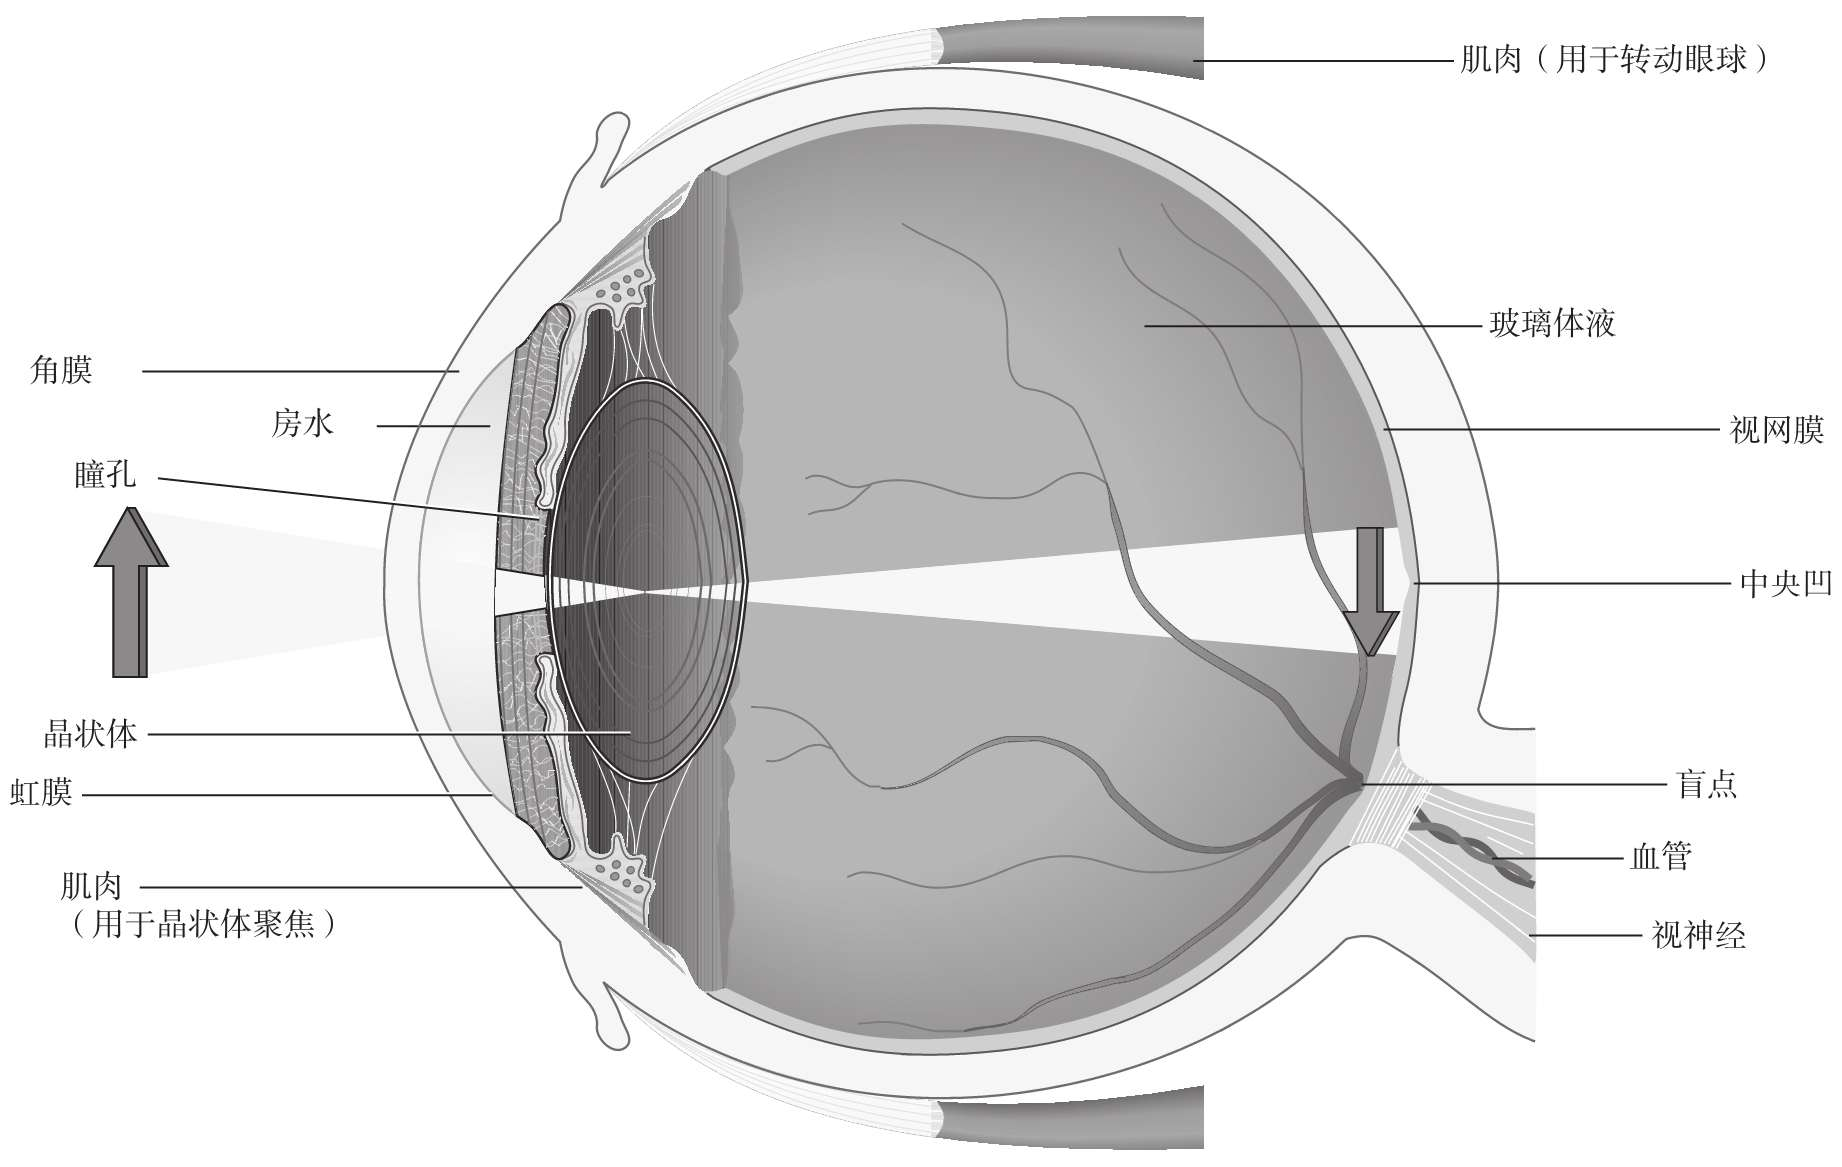 肌肉（用于转动眼球）
玻璃体液
角膜
房水
视网膜
瞳孔
中央凹
晶状体
虹膜
盲点
血管
肌肉
（用于晶状体聚焦）
视神经